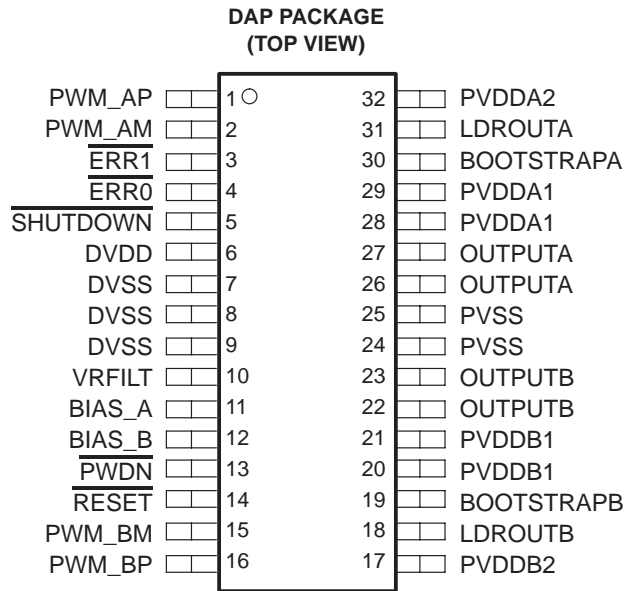 DAP PACKAGE
(TOP VIEW)
PWM_AP 1 32 PVDDA2
PWM_AM 2 31 LDROUTA
ERR1 3 30 BOOTSTRAPA
ERR0 4 29 PVDDA1
SHUTDOWN 5 28 PVDDA1
DVDD 6 27 OUTPUTA
DVSS 7 26 OUTPUTA
DVSS 8 25 PVSS
DVSS 9 24 PVSS
VRFILT 10 23 OUTPUTB
BIAS_A 11 22 OUTPUTB
BIAS_B 12 21 PVDDB1
PWDN 13 20 PVDDB1
RESET 14 19 BOOTSTRAPB
PWM_BM 15 18 LDROUTB
PWM_BP 16 17 PVDDB2